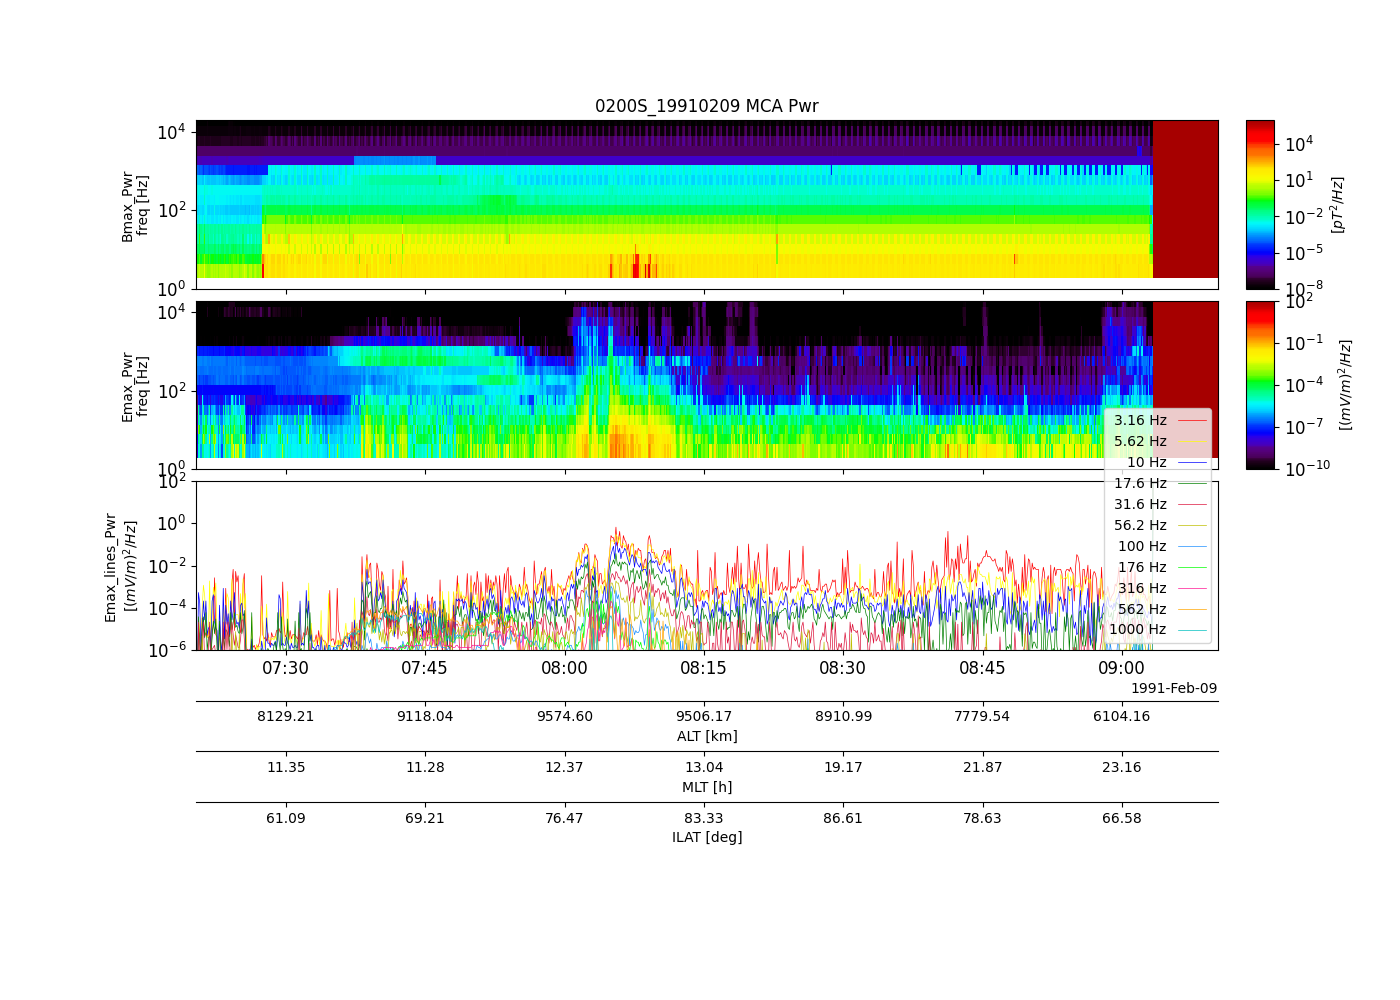 0200S_19910209 MCA Pwr
10^4
10^2
10^0
Bmax_Pwr
freq [Hz]
10^4
10^1
10^-2
10^-5
10^-8
[pT^2/Hz]
10^4
10^2
10^0
Emax_Pwr
freq [Hz]
10^2
10^-1
10^-4
10^-7
10^-10
[(mV/m)^2/Hz]
10^2
10^0
10^-2
10^-4
10^-6
Emax_lines_Pwr
[(mV/m)^2/Hz]
3.16 Hz
5.62 Hz
10 Hz
17.6 Hz
31.6 Hz
56.2 Hz
100 Hz
176 Hz
316 Hz
562 Hz
1000 Hz
07:30 07:45 08:00 08:15 08:30 08:45 09:00
1991-Feb-09
8129.21 9118.04 9574.60 9506.17 8910.99 7779.54 6104.16
ALT [km]
11.35 11.28 12.37 13.04 19.17 21.87 23.16
MLT [h]
61.09 69.21 76.47 83.33 86.61 78.63 66.58
ILAT [deg]